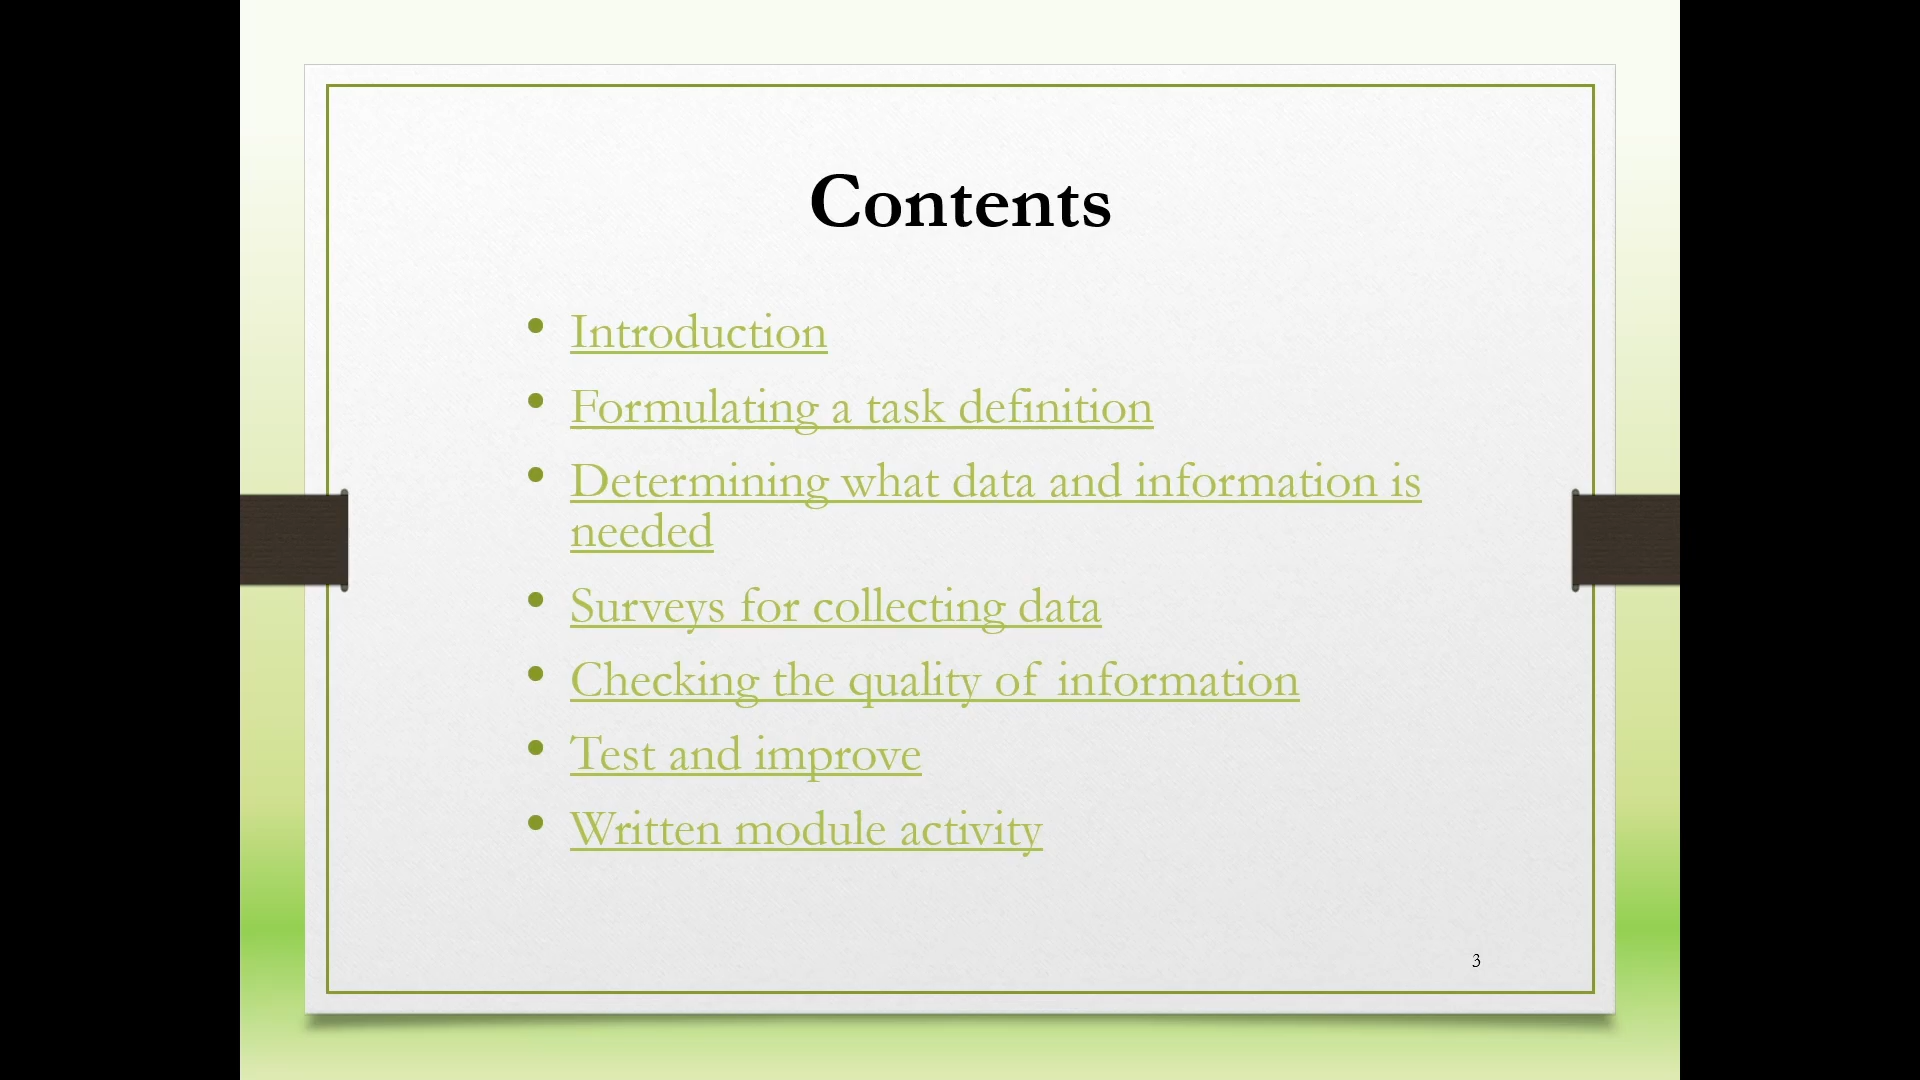 Contents
• Introduction
• Formulating a task definition
• Determining what data and information is
needed
• Surveys for collecting data
• Checking the quality of information
• Test and improve
• Written module activity
3